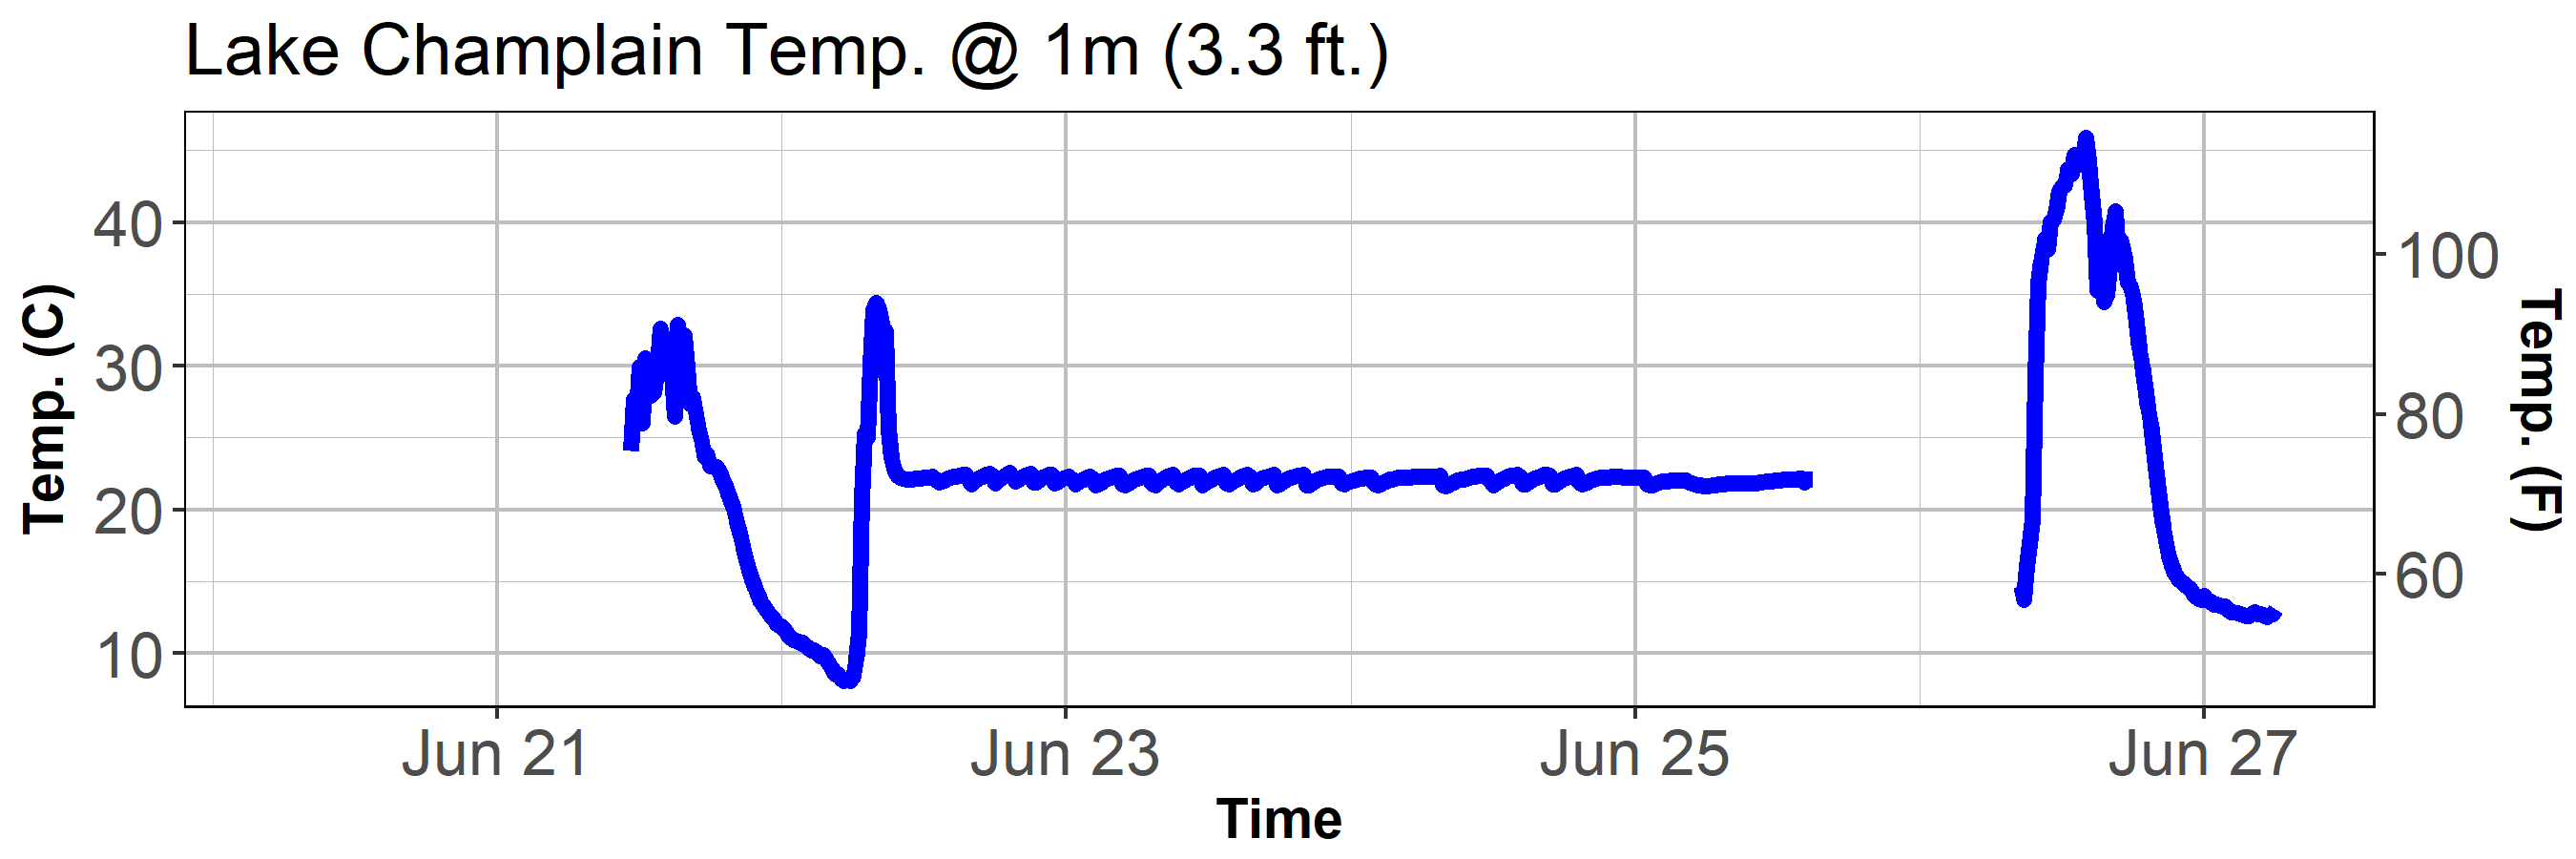 Lake Champlain Temp. @ 1m (3.3 ft.)
Temp. (C)
40
30
20
10
100
80
60
Temp. (F)
Jun 21 Jun 23 Jun 25 Jun 27
Time